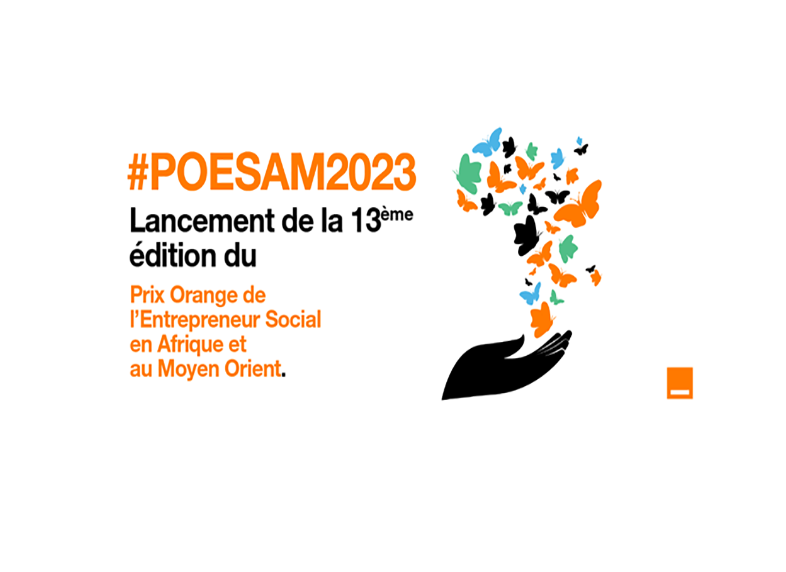 #POESAM2023
Lancement de la 13ème
édition du
Prix Orange de
l’Entrepreneur Social
en Afrique et
au Moyen Orient.